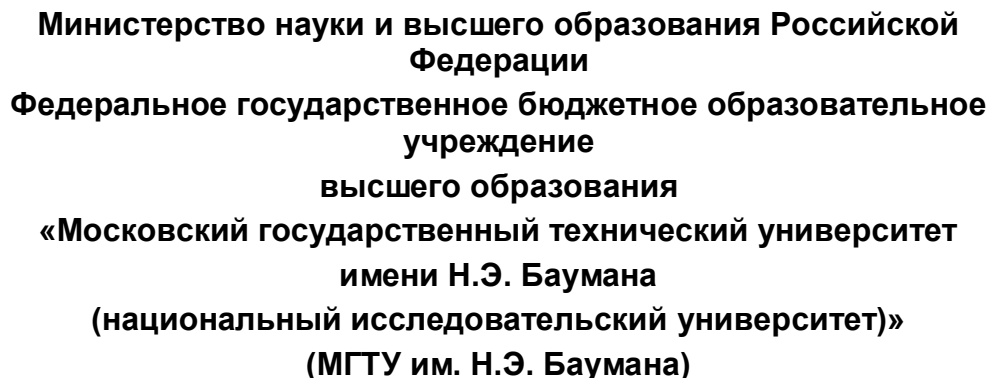 Министерство науки и высшего образования Российской
Федерации
Федеральное государственное бюджетное образовательное
учреждение
высшего образования
«Московский государственный технический университет
имени Н.Э. Баумана
(национальный исследовательский университет)»
(МГТУ им. Н.Э. Баумана)